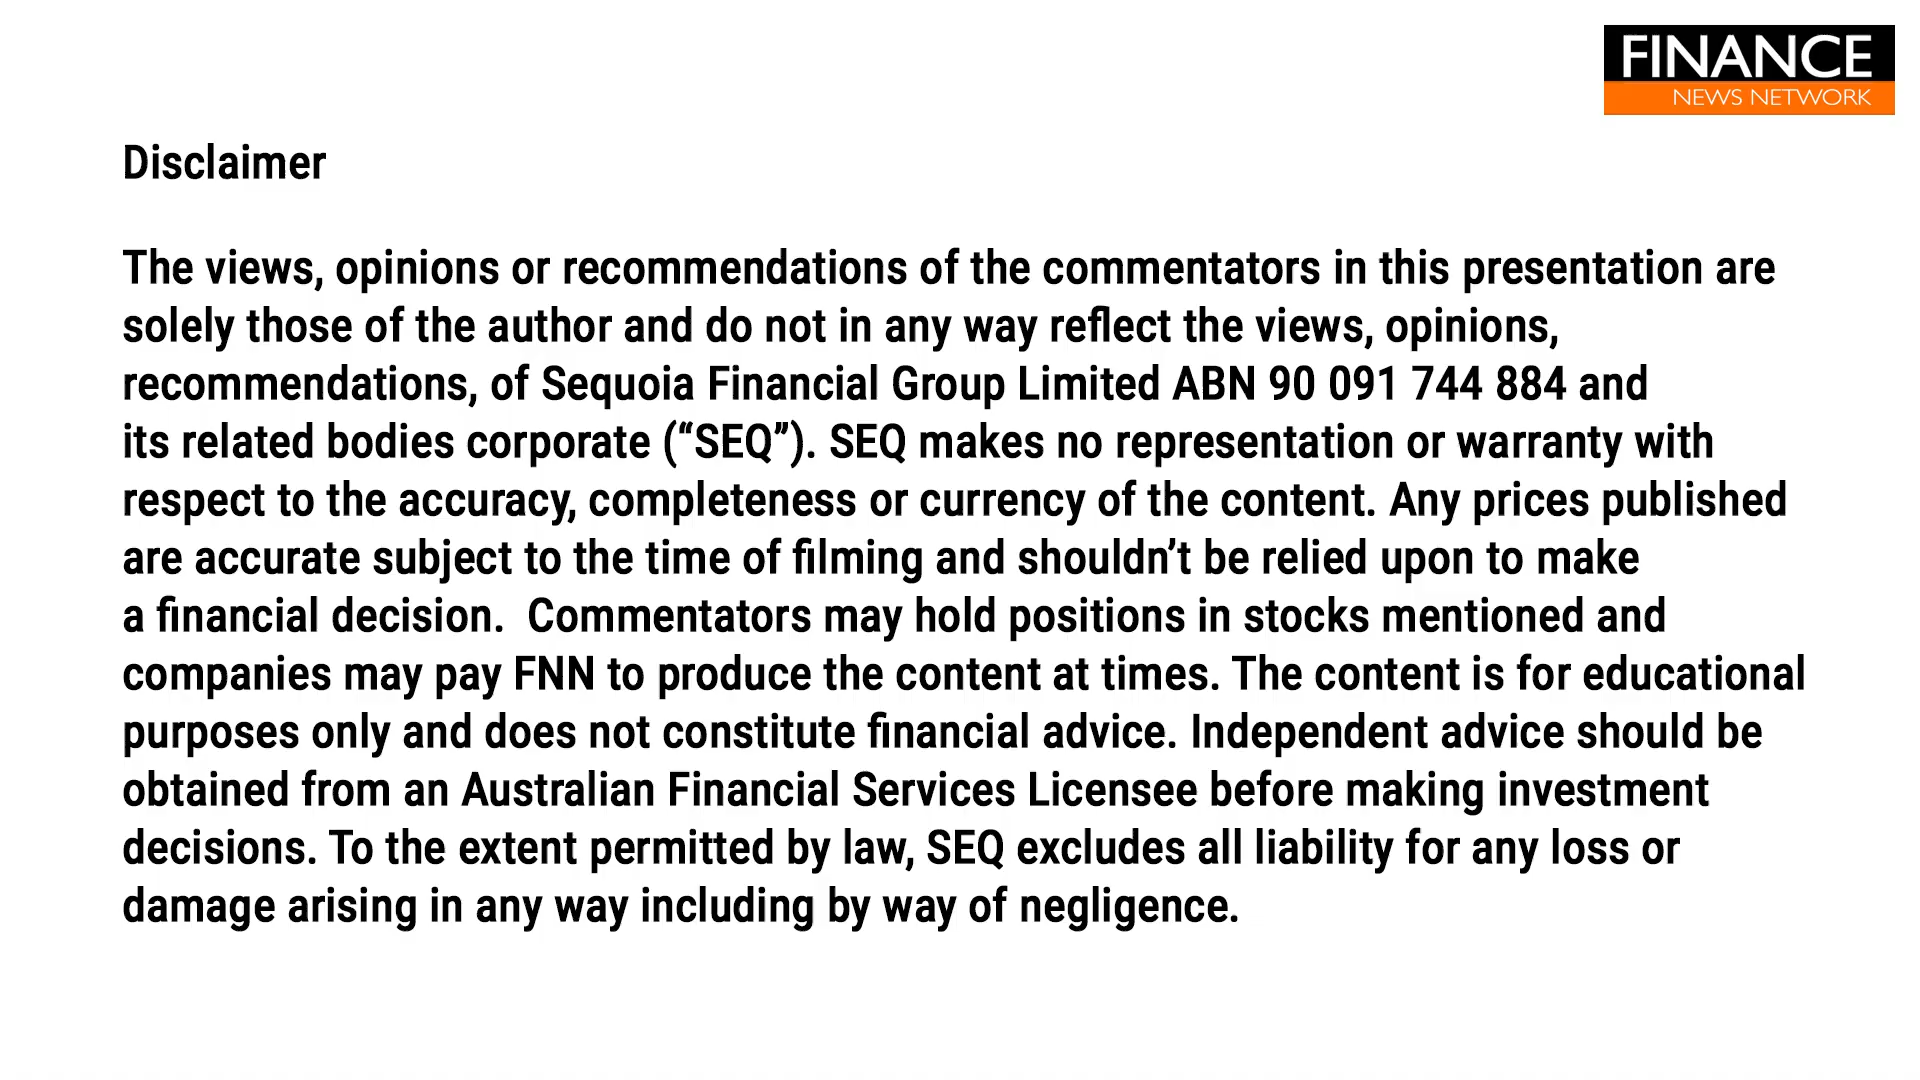 FINANCE
NEWS NETWORK
Disclaimer
The views, opinions or recommendations of the commentators in this presentation are
solely those of the author and do not in any way reflect the views, opinions,
recommendations, of Sequoia Financial Group Limited ABN 90 091 744 884 and
its related bodies corporate (“SEQ”). SEQ makes no representation or warranty with
respect to the accuracy, completeness or currency of the content. Any prices published
are accurate subject to the time of filming and shouldn’t be relied upon to make
a financial decision.  Commentators may hold positions in stocks mentioned and
companies may pay FNN to produce the content at times. The content is for educational
purposes only and does not constitute financial advice. Independent advice should be
obtained from an Australian Financial Services Licensee before making investment
decisions. To the extent permitted by law, SEQ excludes all liability for any loss or
damage arising in any way including by way of negligence.